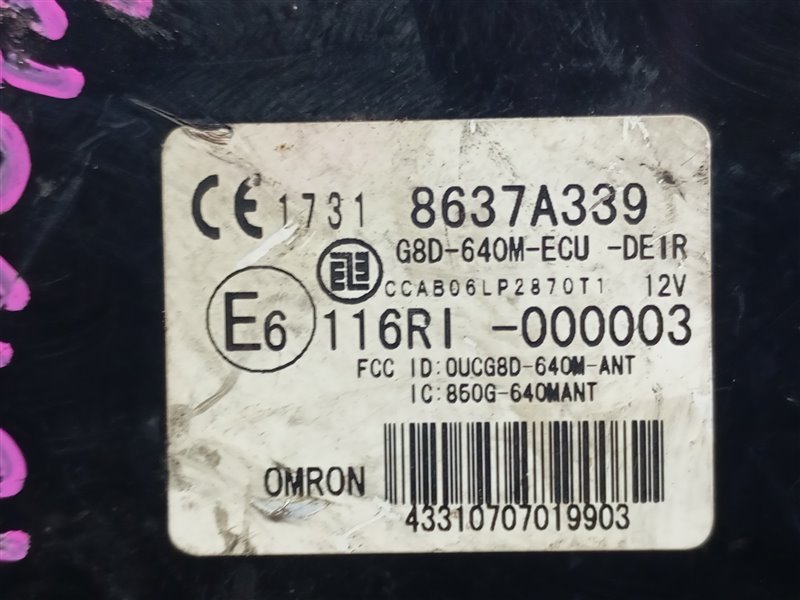 CE 1731 8637A339
G8D-640M-ECU -DEIR
CCAB06LP2870T1 12V
E6 116RI -000003
FCC ID:OUCG8D-640M-ANT
IC:850G-640MANT
OMRON
43310707019903